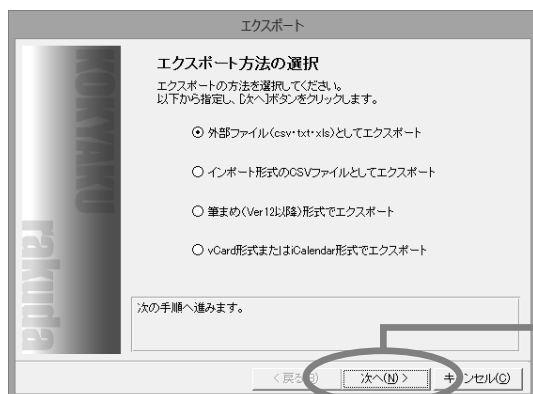 エクスポート
KOKYAKU
rakuda
エクスポート方法の選択
エクスポートの方法を選択してください。
以下から指定し、[次へ]ボタンをクリックします。
外部ファイル(csv・txt・xls)としてエクスポート
インポート形式のCSVファイルとしてエクスポート
筆まめ(Ver12以降)形式でエクスポート
vCard形式またはiCalendar形式でエクスポート
次の手順へ進みます。
< 戻る(B) 次へ(N) > キャンセル(C)